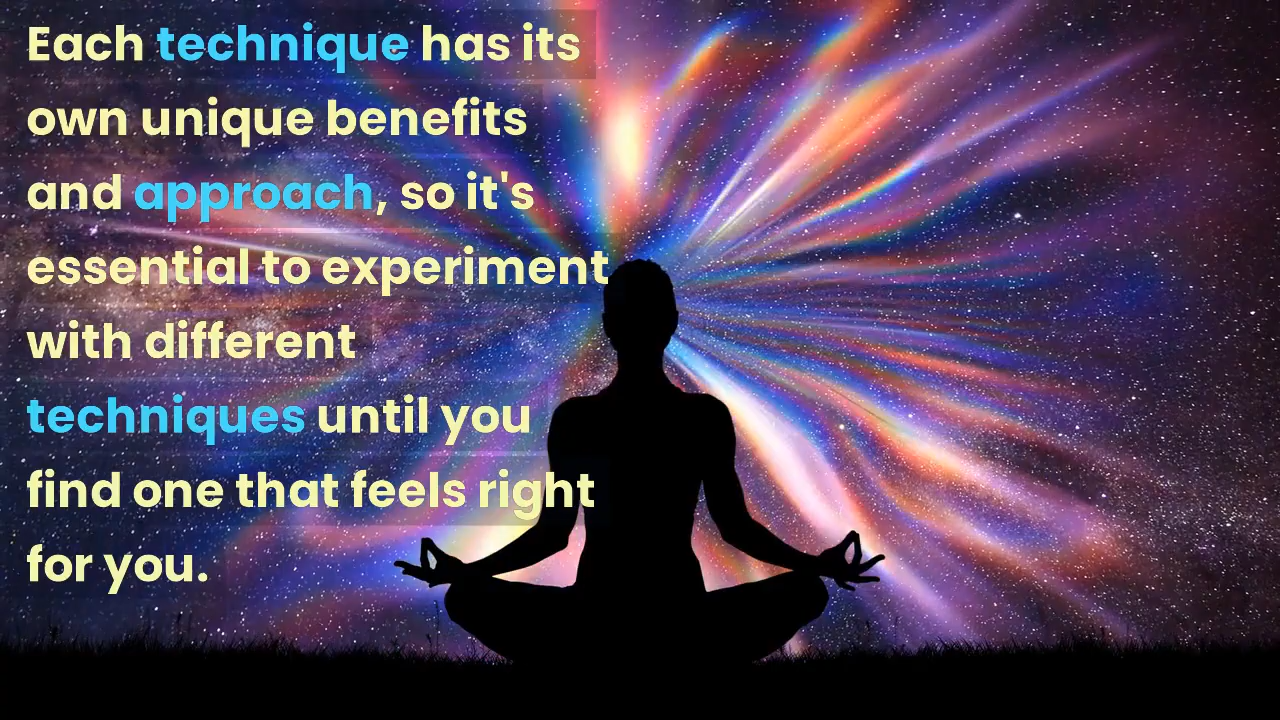 Each technique has its
own unique benefits
and approach, so it's
essential to experiment
with different
techniques until you
find one that feels right
for you.